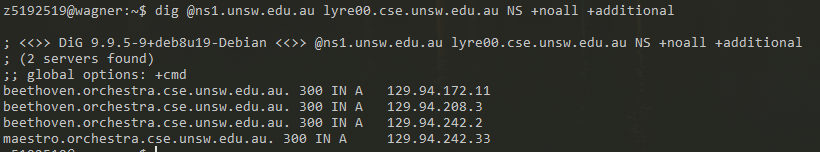 z5192519@wagner:~$ dig @ns1.unsw.edu.au lyre00.cse.unsw.edu.au NS +noall +additional

; <<>> DiG 9.9.5-9+deb8u19-Debian <<>> @ns1.unsw.edu.au lyre00.cse.unsw.edu.au NS +noall +additional
; (2 servers found)
;; global options: +cmd
beethoven.orchestra.cse.unsw.edu.au. 300 IN A   129.94.172.11
beethoven.orchestra.cse.unsw.edu.au. 300 IN A   129.94.208.3
beethoven.orchestra.cse.unsw.edu.au. 300 IN A   129.94.242.2
maestro.orchestra.cse.unsw.edu.au. 300 IN A     129.94.242.33